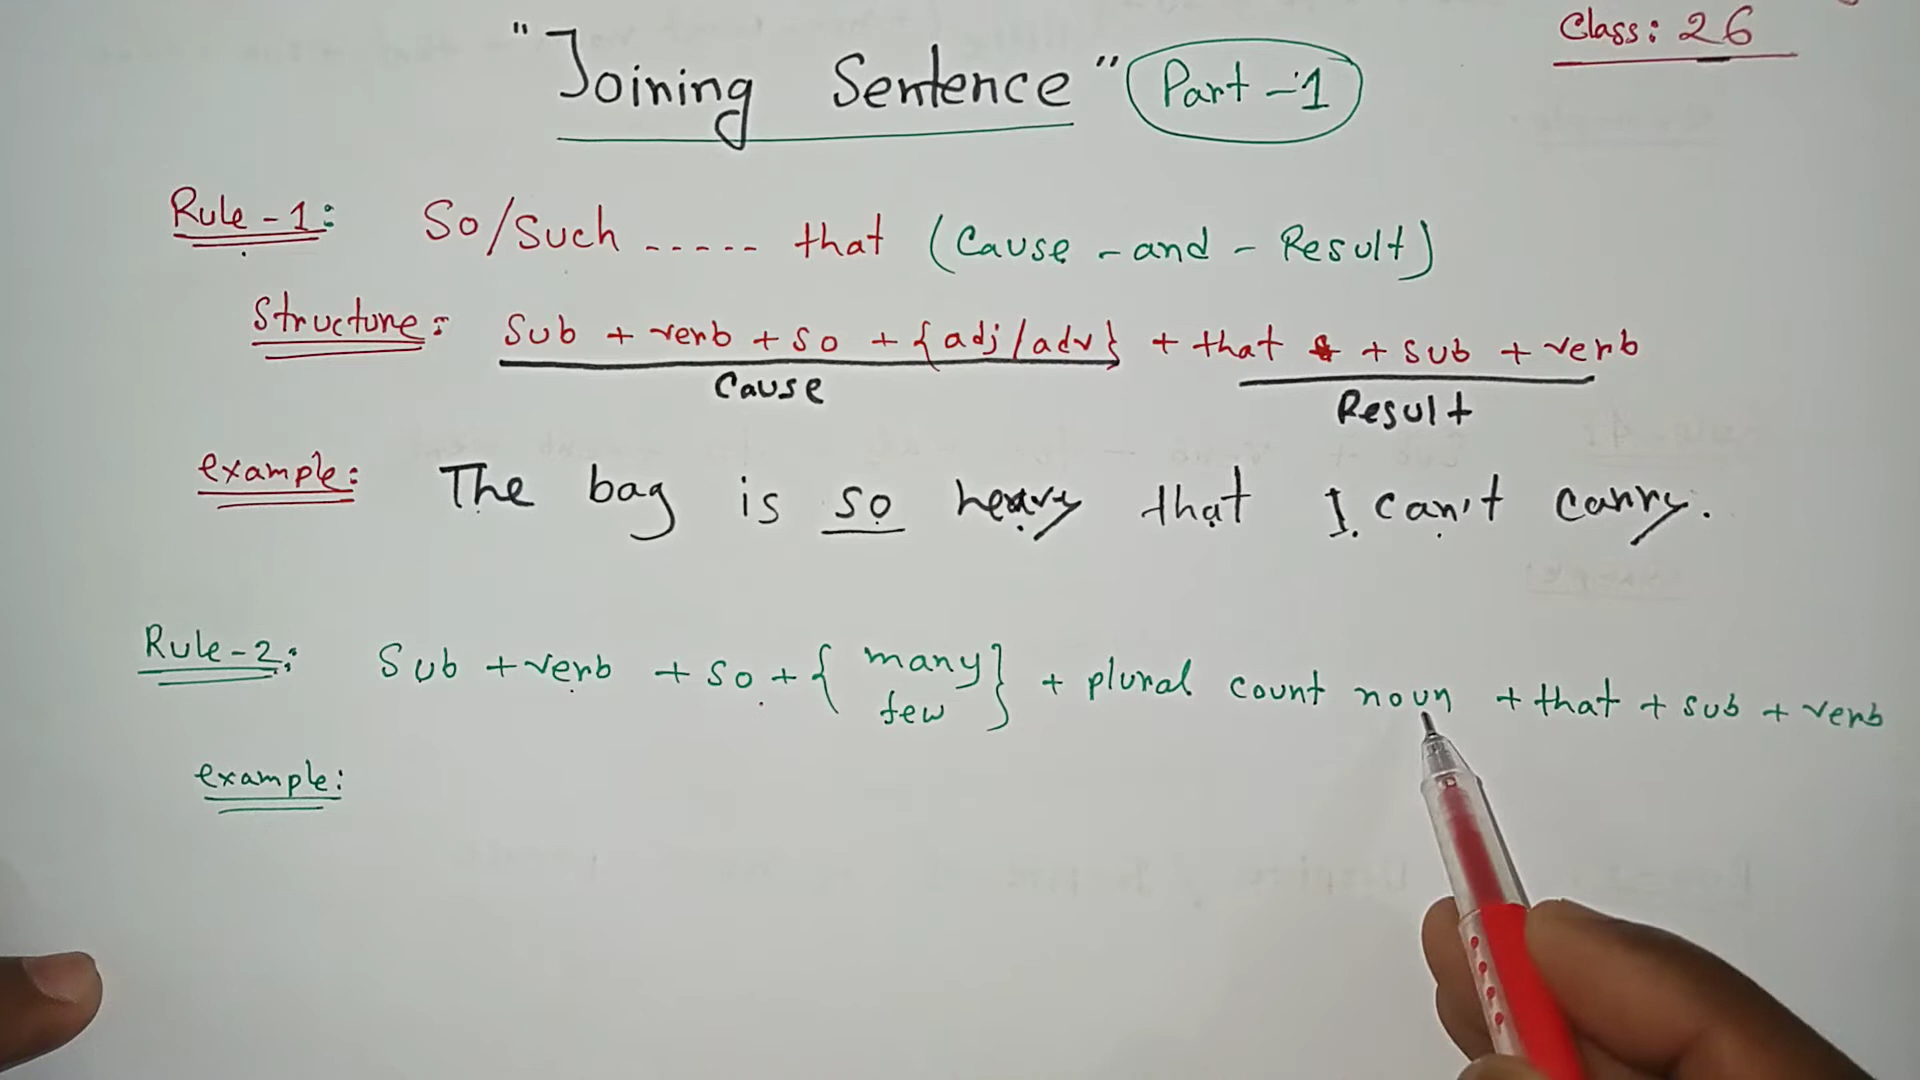 Class: 26
"Joining Sentence" Part-1
Rule-1: So/Such ----- that (Cause-and-Result)
Structure: Sub + verb + so + {adj/adv} + that + sub + verb
Cause
Result
example: The bag is so heavy that I can't carry.
Rule-2: Sub + verb + so + {many
few} + plural count noun + that + sub + verb
example: